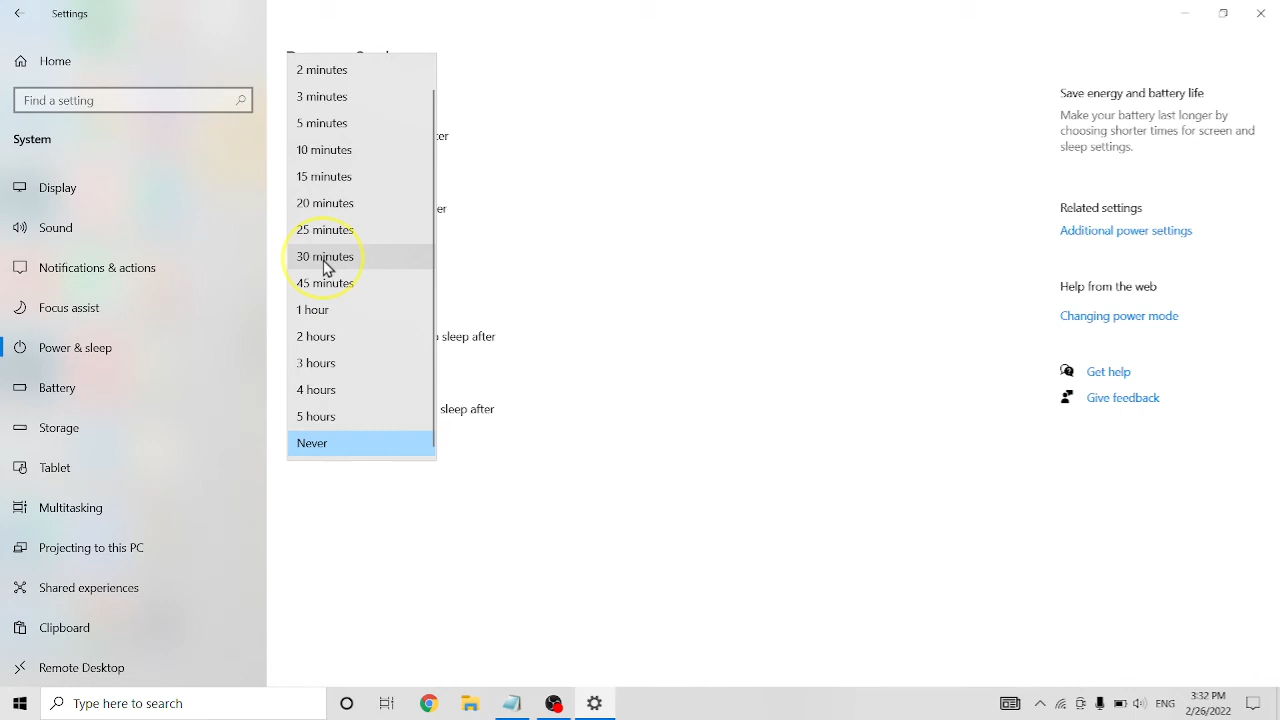 Settings
Home
Find a setting
System
Display
Sound
Notifications & actions
Focus assist
Power & sleep
Battery
Storage
Tablet
Multitasking
Projecting to this PC
Shared experiences
Clipboard
Remote Desktop
2 minutes
3 minutes
5 minutes
10 minutes
15 minutes
20 minutes
25 minutes
30 minutes
45 minutes
1 hour
2 hours
3 hours
4 hours
5 hours
Never
sleep after
sleep after
Save energy and battery life
Make your battery last longer by
choosing shorter times for screen and
sleep settings.
Related settings
Additional power settings
Help from the web
Changing power mode
Get help
Give feedback
Type here to search
ENG
3:32 PM
2/26/2022